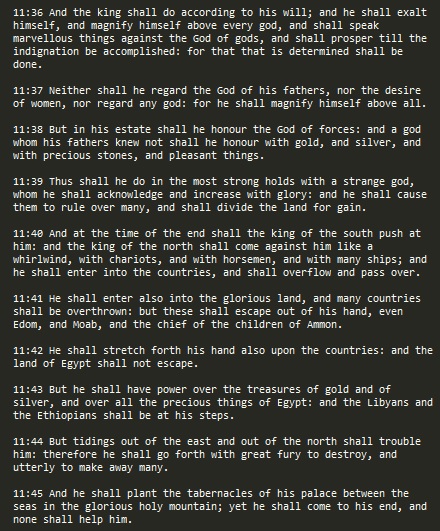 11:36 And the king shall do according to his will; and he shall exalt
himself, and magnify himself above every god, and shall speak
marvellous things against the God of gods, and shall prosper till the
indignation be accomplished: for that that is determined shall be
done.
11:37 Neither shall he regard the God of his fathers, nor the desire
of women, nor regard any god: for he shall magnify himself above all.
11:38 But in his estate shall he honour the God of forces: and a god
whom his fathers knew not shall he honour with gold, and silver, and
with precious stones, and pleasant things.
11:39 Thus shall he do in the most strong holds with a strange god,
whom he shall acknowledge and increase with glory: and he shall cause
them to rule over many, and shall divide the land for gain.
11:40 And at the time of the end shall the king of the south push at
him: and the king of the north shall come against him like a
whirlwind, with chariots, and with horsemen, and with many ships; and
he shall enter into the countries, and shall overflow and pass over.
11:41 He shall enter also into the glorious land, and many countries
shall be overthrown: but these shall escape out of his hand, even
Edom, and Moab, and the chief of the children of Ammon.
11:42 He shall stretch forth his hand also upon the countries: and the
land of Egypt shall not escape.
11:43 But he shall have power over the treasures of gold and of
silver, and over all the precious things of Egypt: and the Libyans and
the Ethiopians shall be at his steps.
11:44 But tidings out of the east and out of the north shall trouble
him: therefore he shall go forth with great fury to destroy, and
utterly to make away many.
11:45 And he shall plant the tabernacles of his palace between the
seas in the glorious holy mountain; yet he shall come to his end, and
none shall help him.